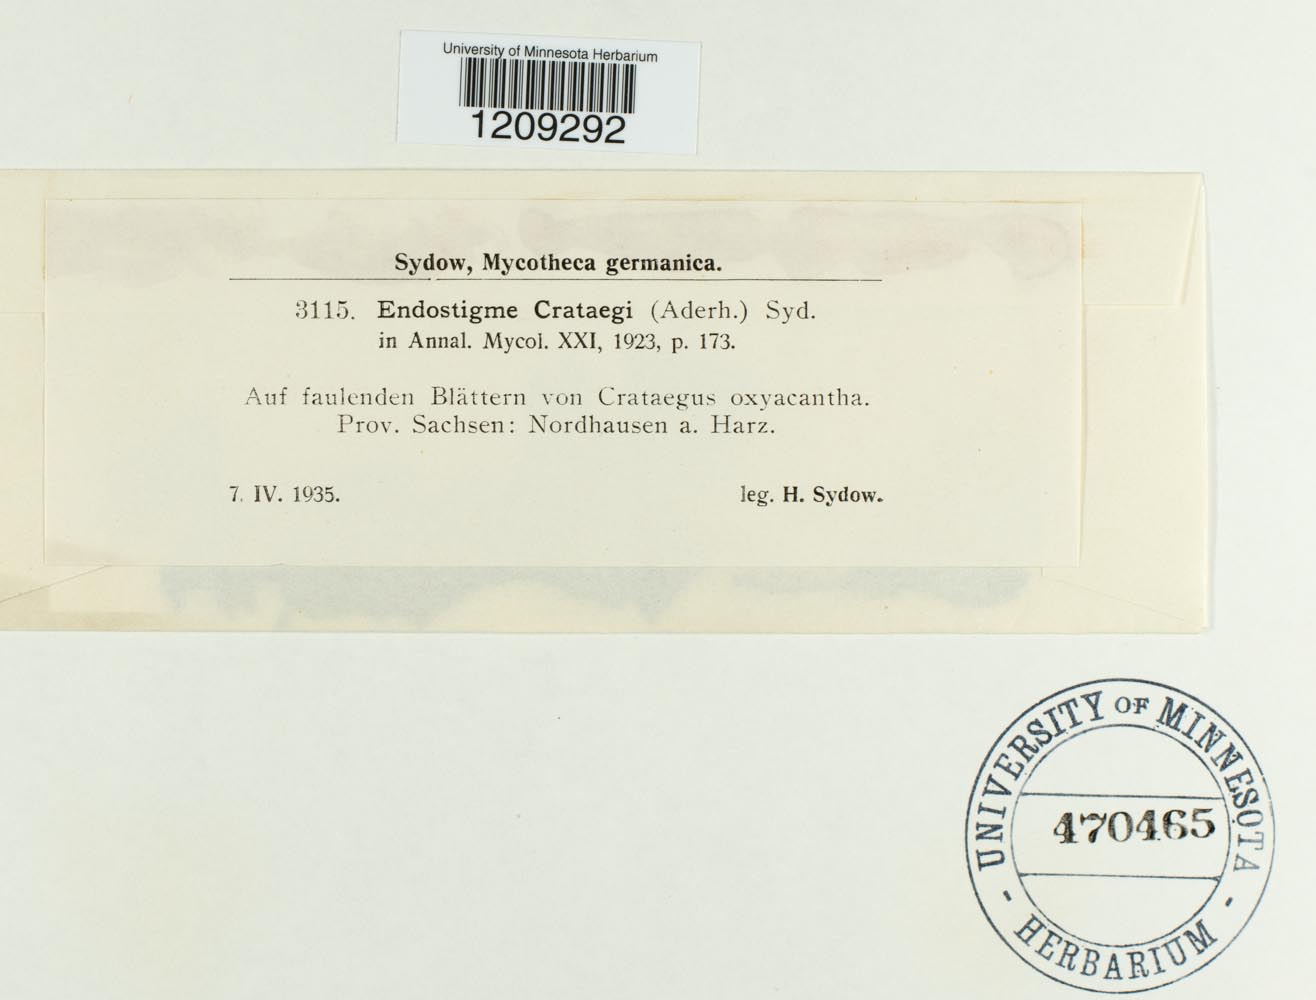 University of Minnesota Herbarium
1209292
Sydow, Mycotheca germanica.
3115. Endostigme Crataegi (Aderh.) Syd.
in Annal. Mycol. XXI, 1923, p. 173.
Auf faulenden Blättern von Crataegus oxyacantha.
Prov. Sachsen: Nordhausen a. Harz.
7. IV. 1935.
leg. H. Sydow.
UNIVERSITY OF MINNESOTA
470465
- HERBARIUM -